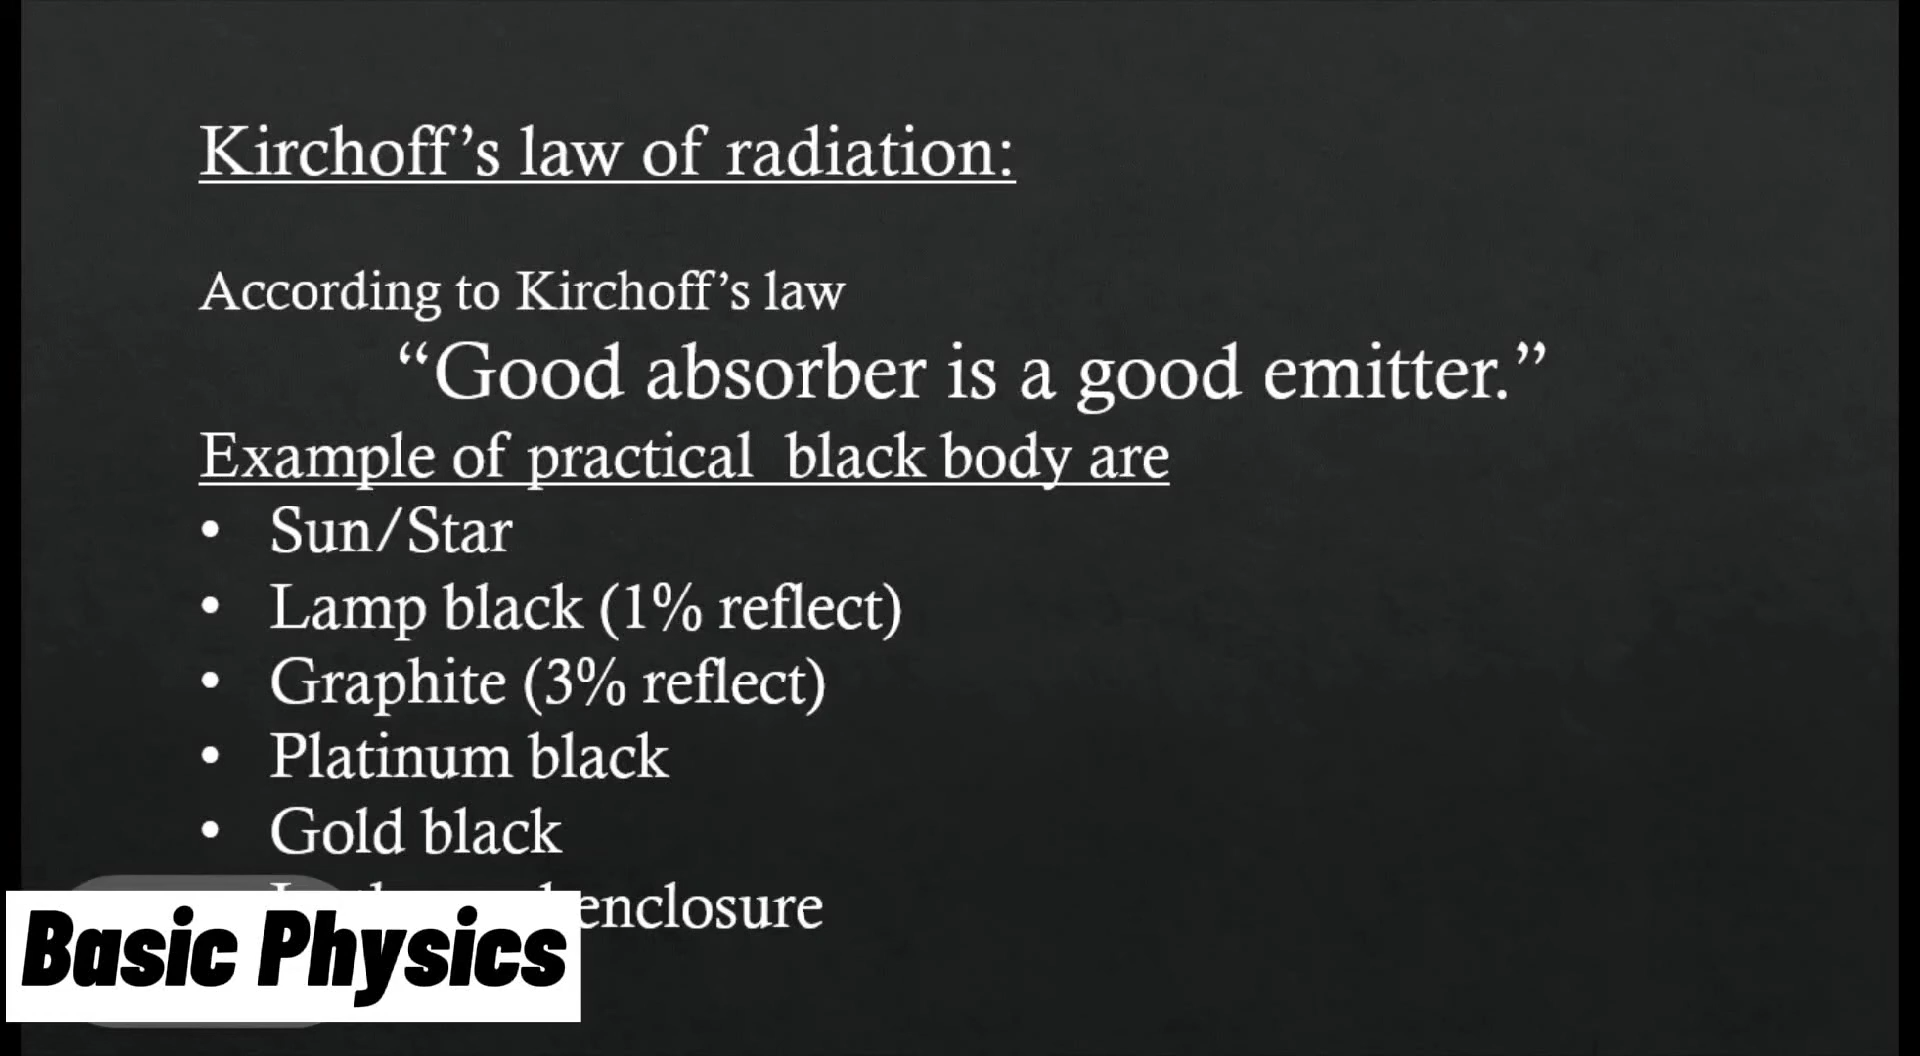 Kirchoff’s law of radiation:
According to Kirchoff’s law
“Good absorber is a good emitter.”
Example of practical black body are
• Sun/Star
• Lamp black (1% reflect)
• Graphite (3% reflect)
• Platinum black
• Gold black
enclosure
Basic Physics